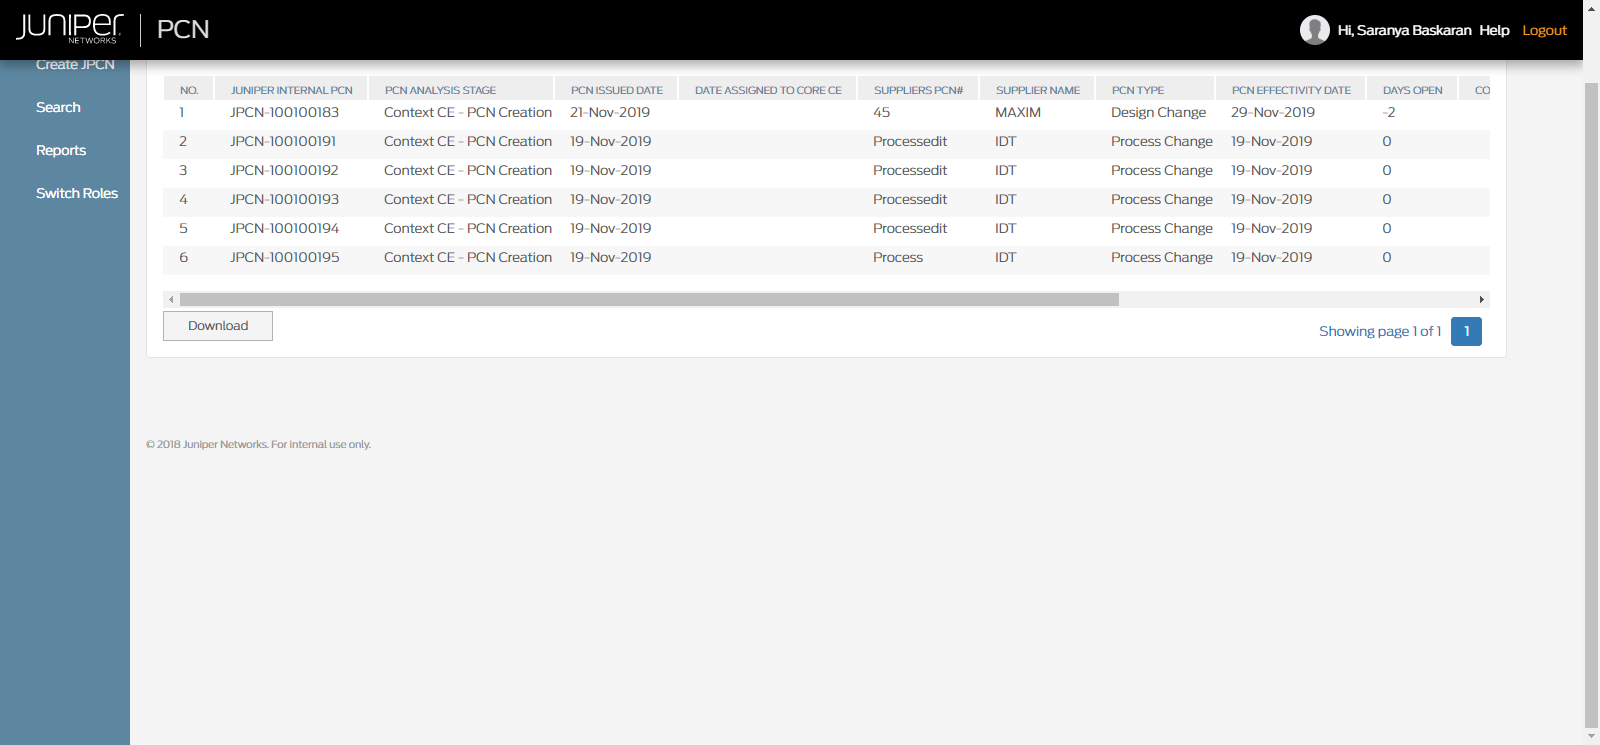 JUNIPER NETWORKS PCN Hi, Saranya Baskaran Help Logout
Create JPCN
Search
Reports
Switch Roles
NO. JUNIPER INTERNAL PCN PCN ANALYSIS STAGE PCN ISSUED DATE DATE ASSIGNED TO CORE CE SUPPLIERS PCN# SUPPLIER NAME PCN TYPE PCN EFFECTIVITY DATE DAYS OPEN CO
1 JPCN-100100183 Context CE - PCN Creation 21-Nov-2019 45 MAXIM Design Change 29-Nov-2019 -2
2 JPCN-100100191 Context CE - PCN Creation 19-Nov-2019 Processedit IDT Process Change 19-Nov-2019 0
3 JPCN-100100192 Context CE - PCN Creation 19-Nov-2019 Processedit IDT Process Change 19-Nov-2019 0
4 JPCN-100100193 Context CE - PCN Creation 19-Nov-2019 Processedit IDT Process Change 19-Nov-2019 0
5 JPCN-100100194 Context CE - PCN Creation 19-Nov-2019 Processedit IDT Process Change 19-Nov-2019 0
6 JPCN-100100195 Context CE - PCN Creation 19-Nov-2019 Process IDT Process Change 19-Nov-2019 0
Download
Showing page 1 of 1 1
© 2018 Juniper Networks. For internal use only.